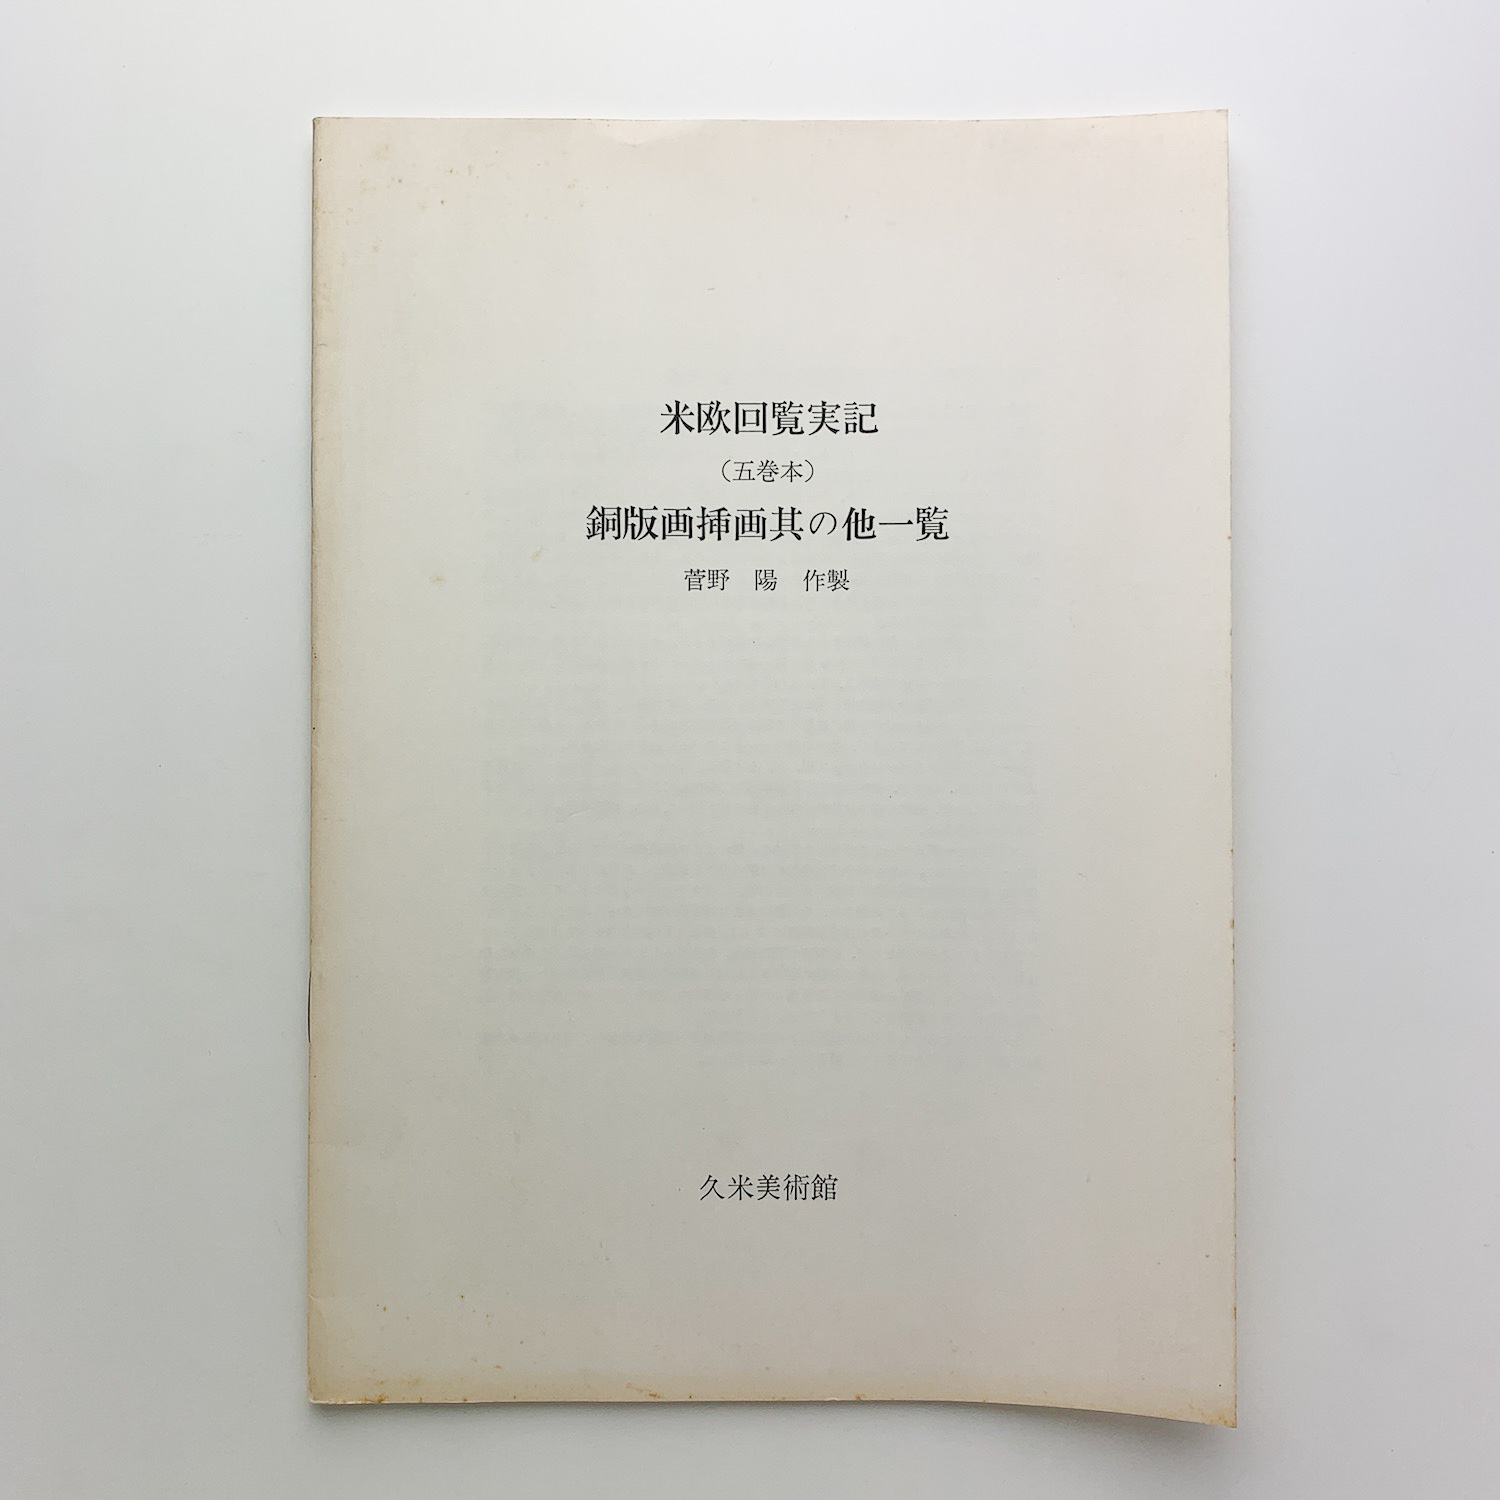 米欧回覧実記
（五巻本）
銅版画挿画其の他一覧
菅野　陽　作製
久米美術館